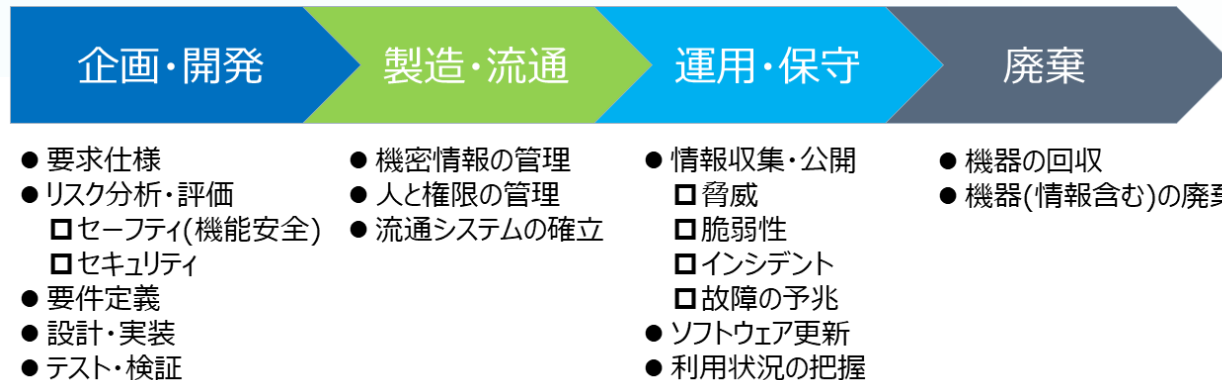 企画・開発
製造・流通
運用・保守
廃棄
● 要求仕様
● リスク分析・評価
セーフティ(機能安全)
セキュリティ
● 要件定義
● 設計・実装
● テスト・検証
● 機密情報の管理
● 人と権限の管理
● 流通システムの確立
● 情報収集・公開
脅威
脆弱性
インシデント
故障の予兆
● ソフトウェア更新
● 利用状況の把握
● 機器の回収
● 機器(情報含む)の廃棄